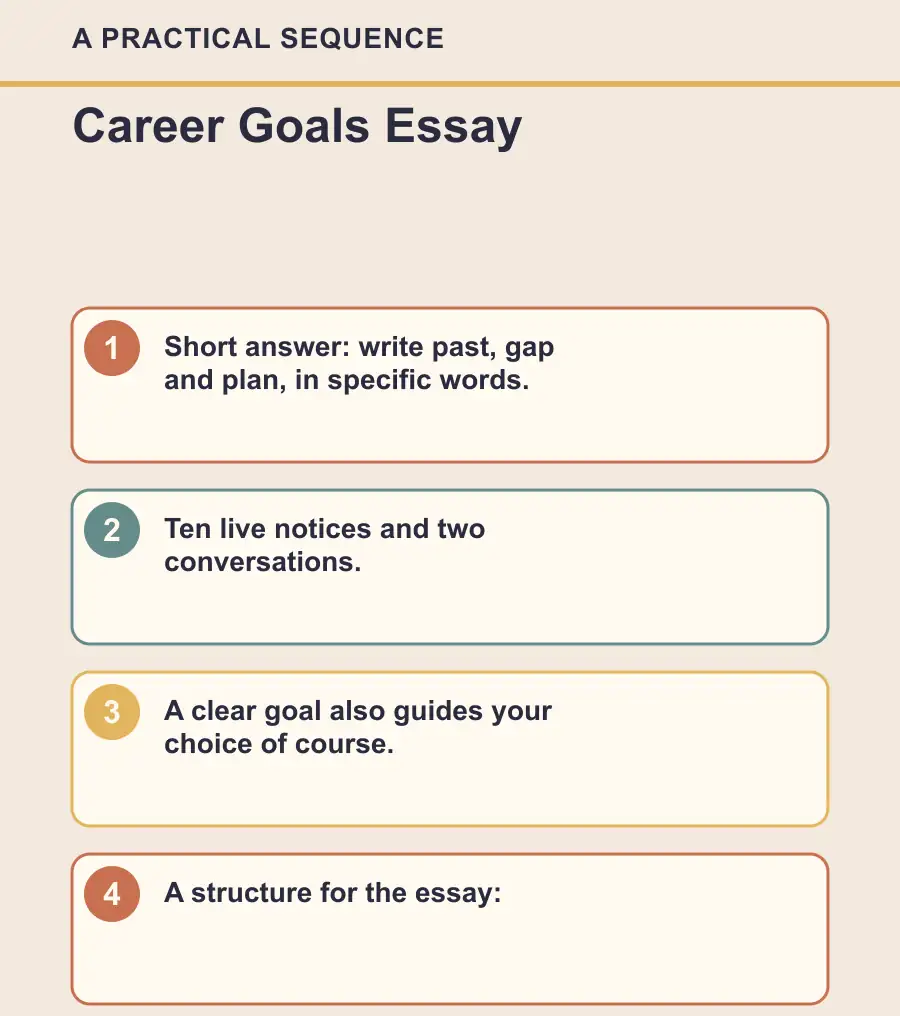 A PRACTICAL SEQUENCE
Career Goals Essay
1
Short answer: write past, gap
and plan, in specific words.
2
Ten live notices and two
conversations.
3
A clear goal also guides your
choice of course.
4
A structure for the essay: